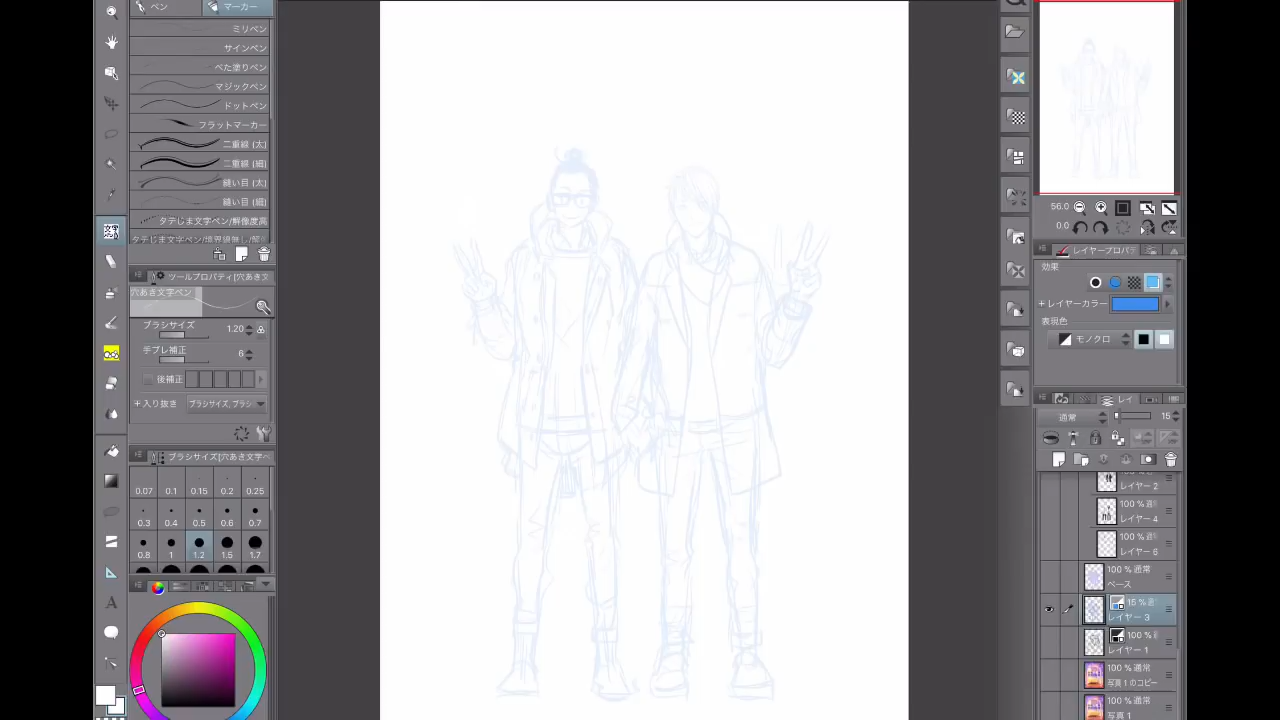 ペン
マーカー
ミリペン
サインペン
べた塗りペン
マジックペン
ドットペン
フラットマーカー
二重線 (太)
二重線 (細)
縫い目 (太)
縫い目 (細)
タテじま文字ペン/解像度高
ツールプロパティ[穴あき文
穴あき文字ペン
ブラシサイズ 1.20
手ブレ補正 6
後補正
入り抜き ブラシサイズ, ブラシ
ブラシサイズ[穴あき文字ペ
0.07 0.1 0.15 0.2 0.25
0.3 0.4 0.5 0.6 0.7
0.8 1 1.2 1.5 1.7
56.0
0.0
レイヤープロパテ
効果
レイヤーカラー
表現色
モノクロ
レイ
通常 15
レイヤー 2
100 %
レイヤー 4
100 %
レイヤー 6
100 % 通常
ベース
15 %
レイヤー 3
100 %
レイヤー 1
100 % 通常
写真 1 のコピー
100 % 通常
写真 1